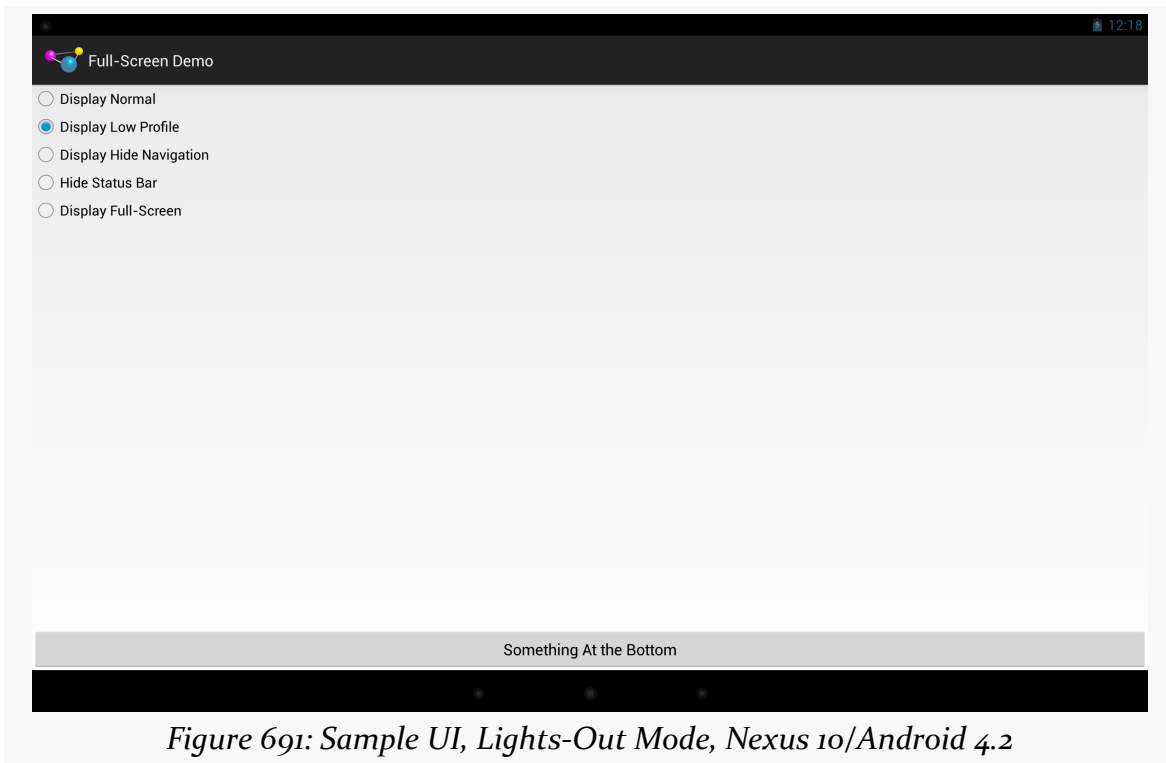 12:18
Full-Screen Demo
Display Normal
Display Low Profile
Display Hide Navigation
Hide Status Bar
Display Full-Screen
Something At the Bottom
Figure 691: Sample UI, Lights-Out Mode, Nexus 10/Android 4.2